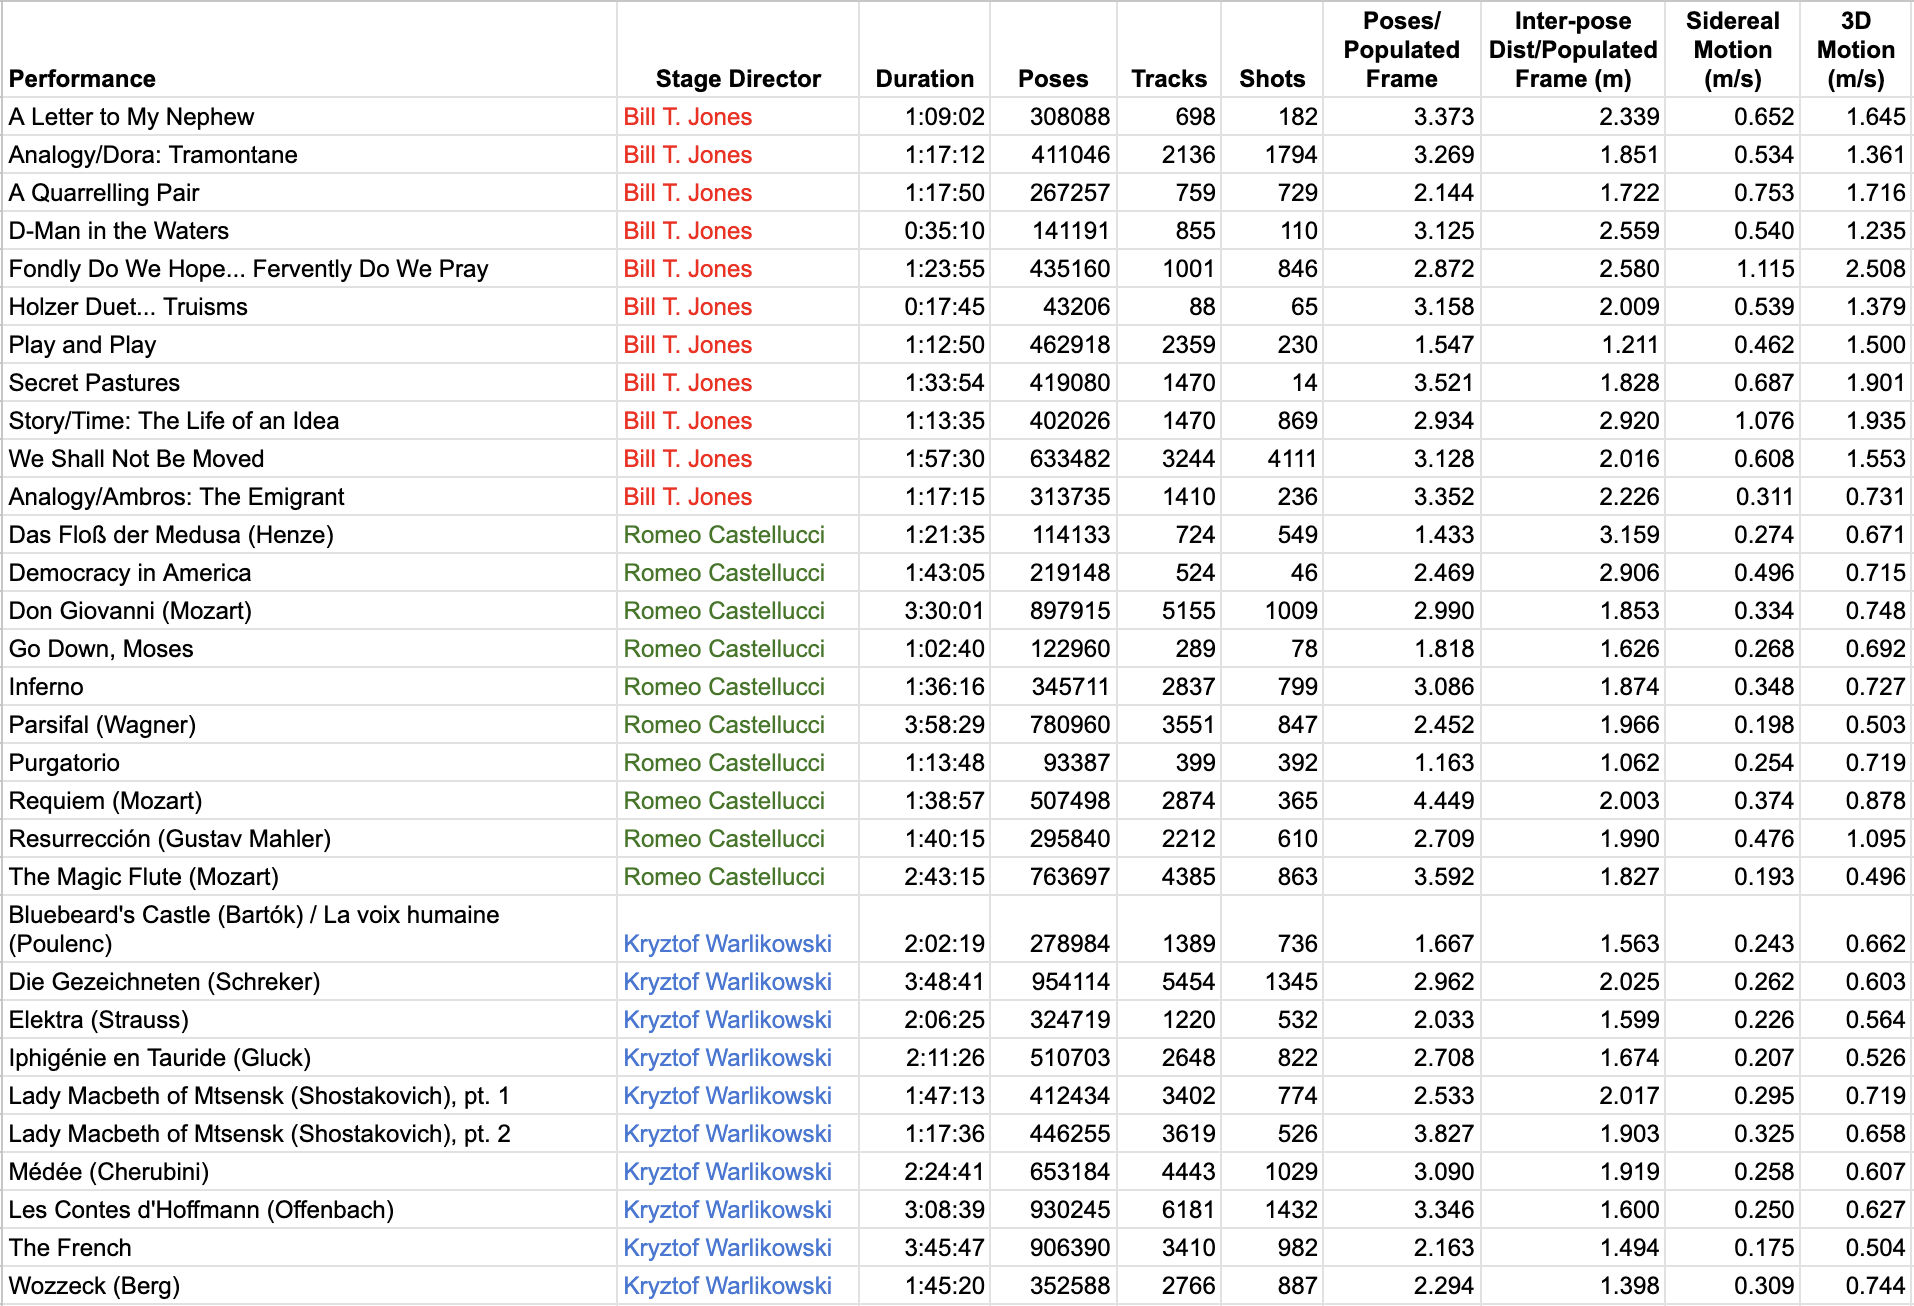 Performance Stage Director Duration Poses Tracks Shots Poses/ Populated Frame Inter-pose Dist/Populated Frame (m) Sidereal Motion (m/s) 3D Motion (m/s)
A Letter to My Nephew Bill T. Jones 1:09:02 308088 698 182 3.373 2.339 0.652 1.645
Analogy/Dora: Tramontane Bill T. Jones 1:17:12 411046 2136 1794 3.269 1.851 0.534 1.361
A Quarrelling Pair Bill T. Jones 1:17:50 267257 759 729 2.144 1.722 0.753 1.716
D-Man in the Waters Bill T. Jones 0:35:10 141191 855 110 3.125 2.559 0.540 1.235
Fondly Do We Hope... Fervently Do We Pray Bill T. Jones 1:23:55 435160 1001 846 2.872 2.580 1.115 2.508
Holzer Duet... Truisms Bill T. Jones 0:17:45 43206 88 65 3.158 2.009 0.539 1.379
Play and Play Bill T. Jones 1:12:50 462918 2359 230 1.547 1.211 0.462 1.500
Secret Pastures Bill T. Jones 1:33:54 419080 1470 14 3.521 1.828 0.687 1.901
Story/Time: The Life of an Idea Bill T. Jones 1:13:35 402026 1470 869 2.934 2.920 1.076 1.935
We Shall Not Be Moved Bill T. Jones 1:57:30 633482 3244 4111 3.128 2.016 0.608 1.553
Analogy/Ambros: The Emigrant Bill T. Jones 1:17:15 313735 1410 236 3.352 2.226 0.311 0.731
Das Floß der Medusa (Henze) Romeo Castellucci 1:21:35 114133 724 549 1.433 3.159 0.274 0.671
Democracy in America Romeo Castellucci 1:43:05 219148 524 46 2.469 2.906 0.496 0.715
Don Giovanni (Mozart) Romeo Castellucci 3:30:01 897915 5155 1009 2.990 1.853 0.334 0.748
Go Down, Moses Romeo Castellucci 1:02:40 122960 289 78 1.818 1.626 0.268 0.692
Inferno Romeo Castellucci 1:36:16 345711 2837 799 3.086 1.874 0.348 0.727
Parsifal (Wagner) Romeo Castellucci 3:58:29 780960 3551 847 2.452 1.966 0.198 0.503
Purgatorio Romeo Castellucci 1:13:48 93387 399 392 1.163 1.062 0.254 0.719
Requiem (Mozart) Romeo Castellucci 1:38:57 507498 2874 365 4.449 2.003 0.374 0.878
Resurrección (Gustav Mahler) Romeo Castellucci 1:40:15 295840 2212 610 2.709 1.990 0.476 1.095
The Magic Flute (Mozart) Romeo Castellucci 2:43:15 763697 4385 863 3.592 1.827 0.193 0.496
Bluebeard's Castle (Bartók) / La voix humaine
(Poulenc) Kryztof Warlikowski 2:02:19 278984 1389 736 1.667 1.563 0.243 0.662
Die Gezeichneten (Schreker) Kryztof Warlikowski 3:48:41 954114 5454 1345 2.962 2.025 0.262 0.603
Elektra (Strauss) Kryztof Warlikowski 2:06:25 324719 1220 532 2.033 1.599 0.226 0.564
Iphigénie en Tauride (Gluck) Kryztof Warlikowski 2:11:26 510703 2648 822 2.708 1.674 0.207 0.526
Lady Macbeth of Mtsensk (Shostakovich), pt. 1 Kryztof Warlikowski 1:47:13 412434 3402 774 2.533 2.017 0.295 0.719
Lady Macbeth of Mtsensk (Shostakovich), pt. 2 Kryztof Warlikowski 1:17:36 446255 3619 526 3.827 1.903 0.325 0.658
Médée (Cherubini) Kryztof Warlikowski 2:24:41 653184 4443 1029 3.090 1.919 0.258 0.607
Les Contes d'Hoffmann (Offenbach) Kryztof Warlikowski 3:08:39 930245 6181 1432 3.346 1.600 0.250 0.627
The French Kryztof Warlikowski 3:45:47 906390 3410 982 2.163 1.494 0.175 0.504
Wozzeck (Berg) Kryztof Warlikowski 1:45:20 352588 2766 887 2.294 1.398 0.309 0.744